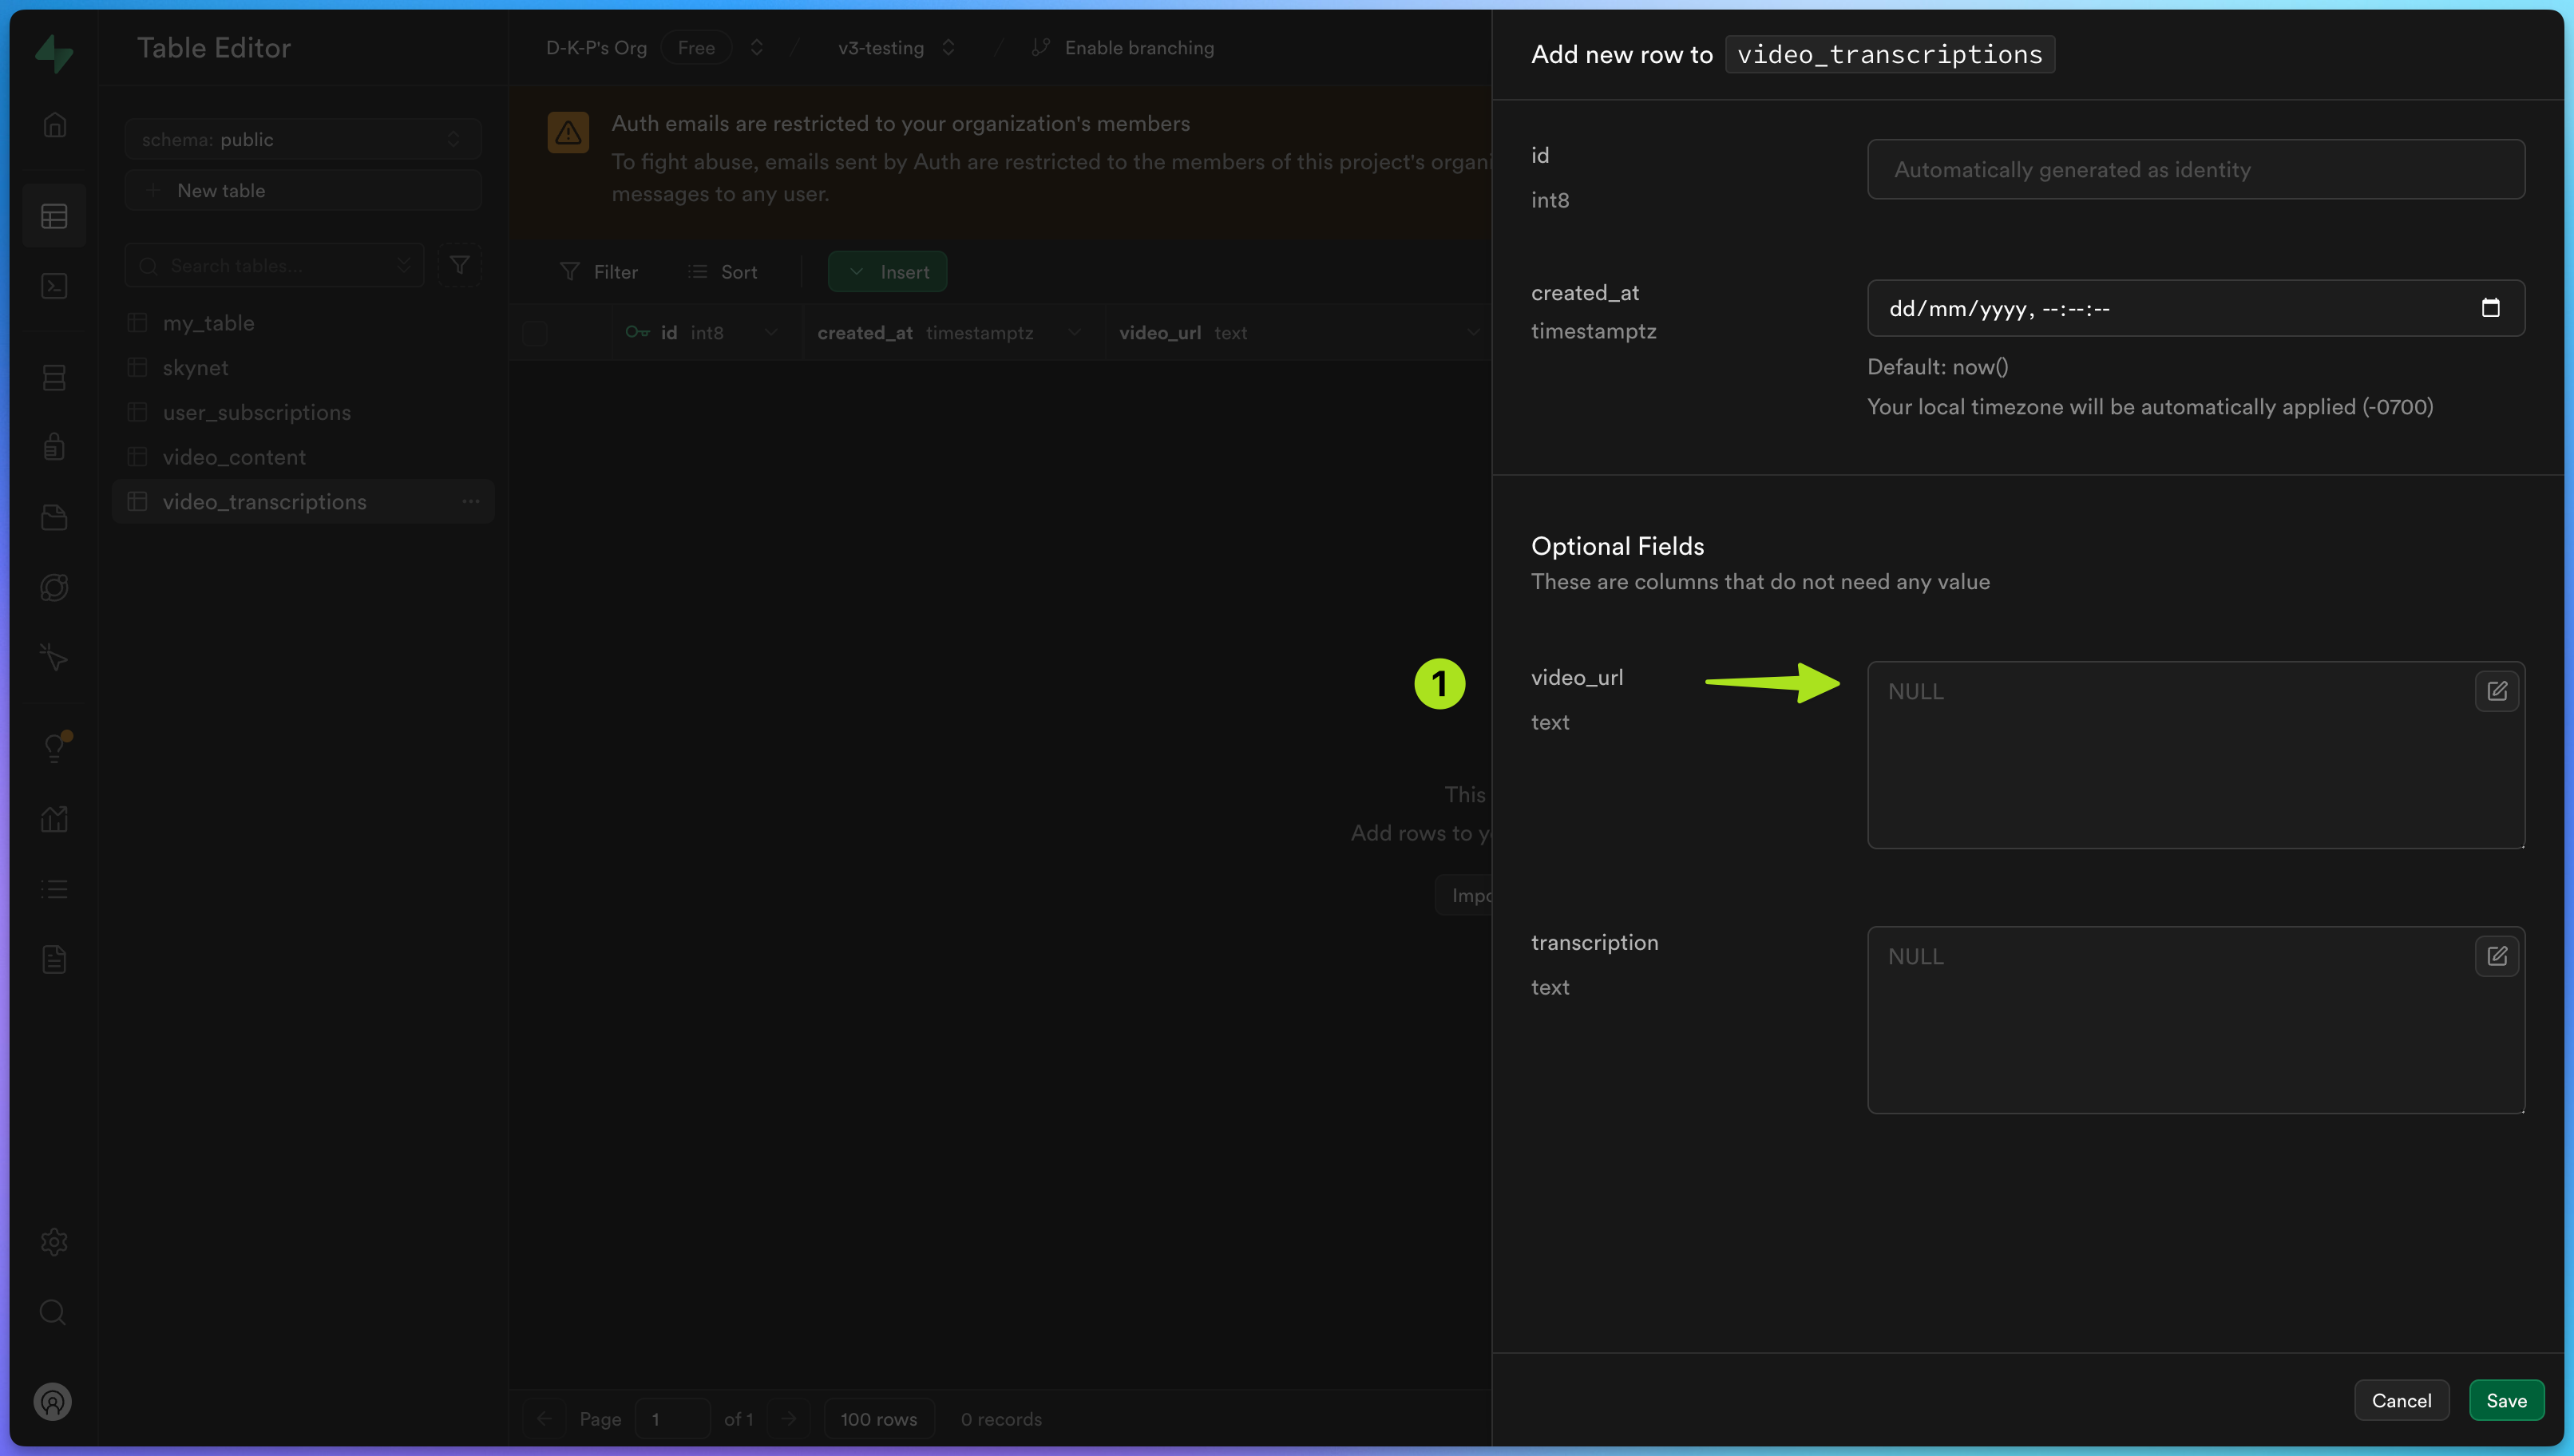 Table Editor
D-K-P's Org Free / v3-testing / Enable branching
schema: public
+ New table
Search tables...
my_table
skynet
user_subscriptions
video_content
video_transcriptions ...
Auth emails are restricted to your organization's members
To fight abuse, emails sent by Auth are restricted to the members of this project's organi
messages to any user.
Filter Sort Insert
id int8 created_at timestamptz video_url text
This
Add rows to y
Impo
Page 1 of 1 100 rows 0 records
1
Add new row to video_transcriptions
id
int8
Automatically generated as identity
created_at
timestamptz
dd/mm/yyyy, --:--:--
Default: now()
Your local timezone will be automatically applied (-0700)
Optional Fields
These are columns that do not need any value
video_url
text
NULL
transcription
text
NULL
Cancel Save